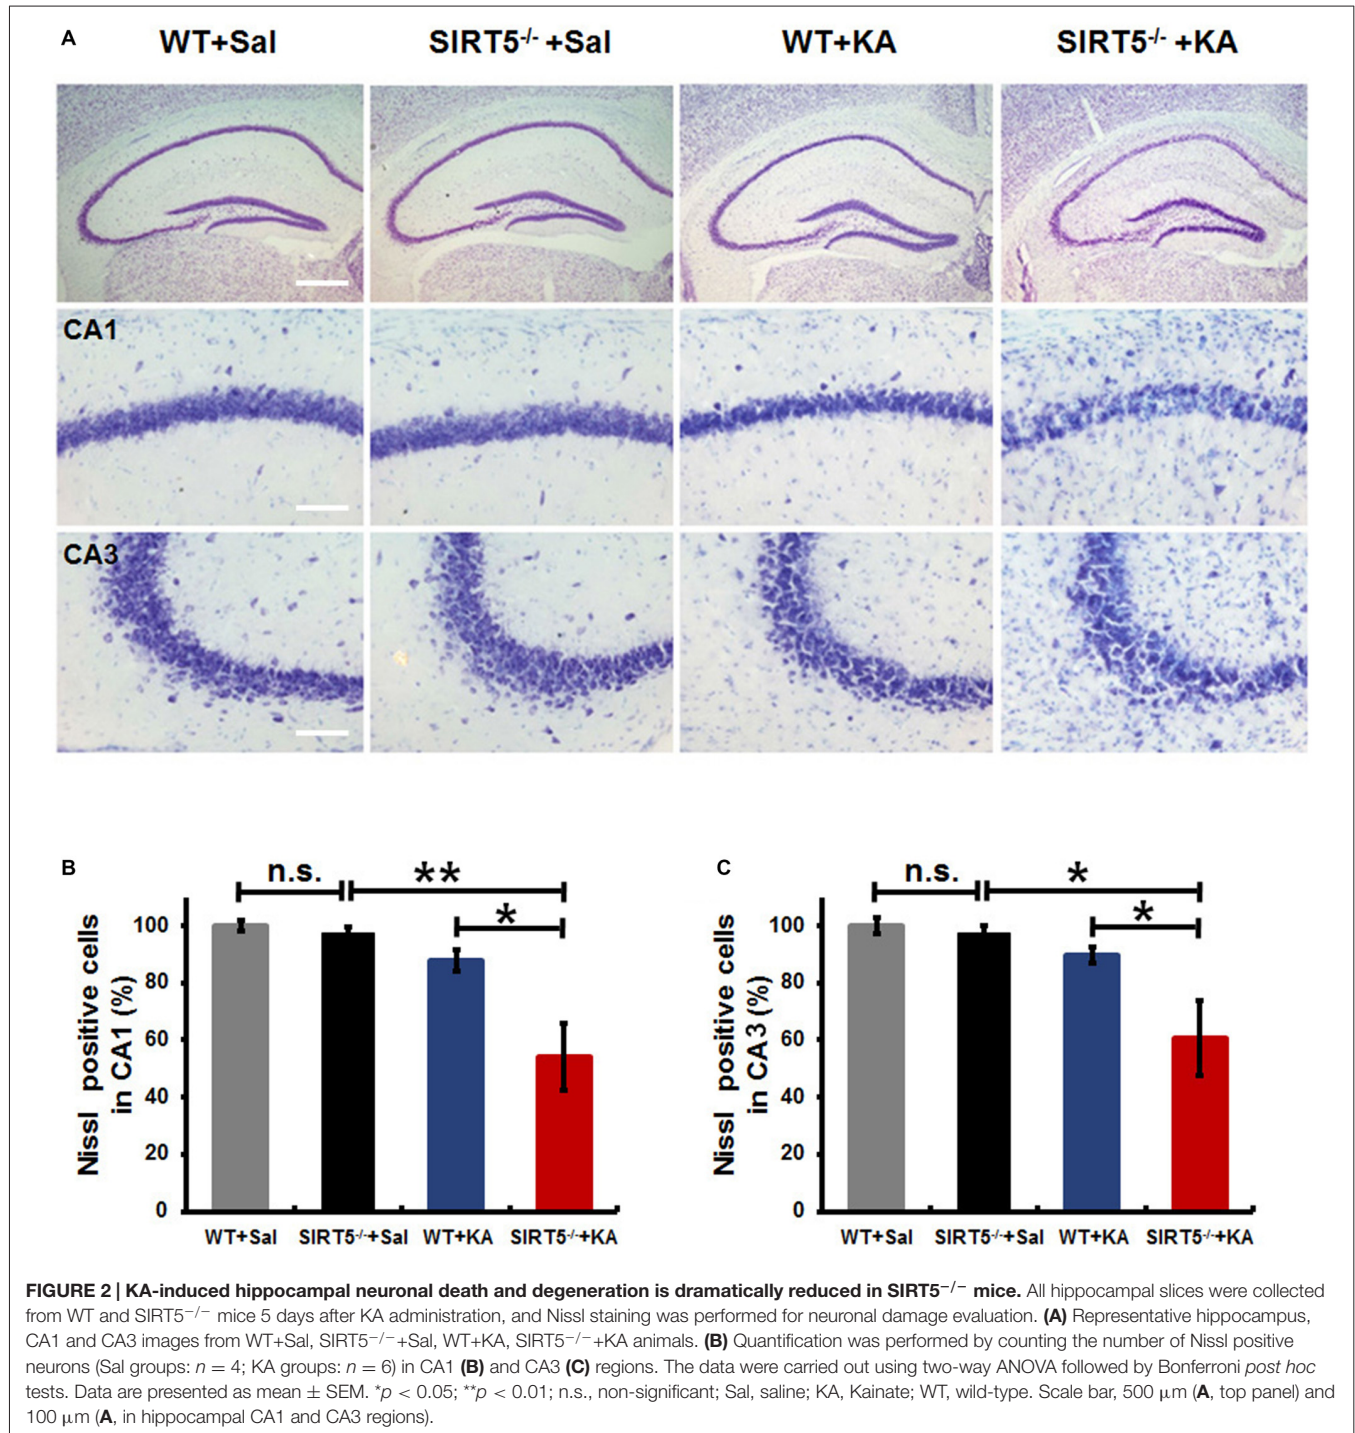 A
WT+Sal
SIRT5-/- +Sal
WT+KA
SIRT5-/- +KA
CA1
CA3
B
n.s.
**
*
Nissl positive cells
in CA1 (%)
100
80
60
40
20
0
WT+Sal
SIRT5-/-+Sal
WT+KA
SIRT5-/-+KA
C
n.s.
*
*
Nissl positive cells
in CA3 (%)
100
80
60
40
20
0
WT+Sal
SIRT5-/-+Sal
WT+KA
SIRT5-/-+KA
FIGURE 2 | KA-induced hippocampal neuronal death and degeneration is dramatically reduced in SIRT5−/− mice. All hippocampal slices were collected
from WT and SIRT5−/− mice 5 days after KA administration, and Nissl staining was performed for neuronal damage evaluation. (A) Representative hippocampus,
CA1 and CA3 images from WT+Sal, SIRT5−/−+Sal, WT+KA, SIRT5−/−+KA animals. (B) Quantification was performed by counting the number of Nissl positive
neurons (Sal groups: n = 4; KA groups: n = 6) in CA1 (B) and CA3 (C) regions. The data were carried out using two-way ANOVA followed by Bonferroni post hoc
tests. Data are presented as mean ± SEM. *p < 0.05; **p < 0.01; n.s., non-significant; Sal, saline; KA, Kainate; WT, wild-type. Scale bar, 500 μm (A, top panel) and
100 μm (A, in hippocampal CA1 and CA3 regions).